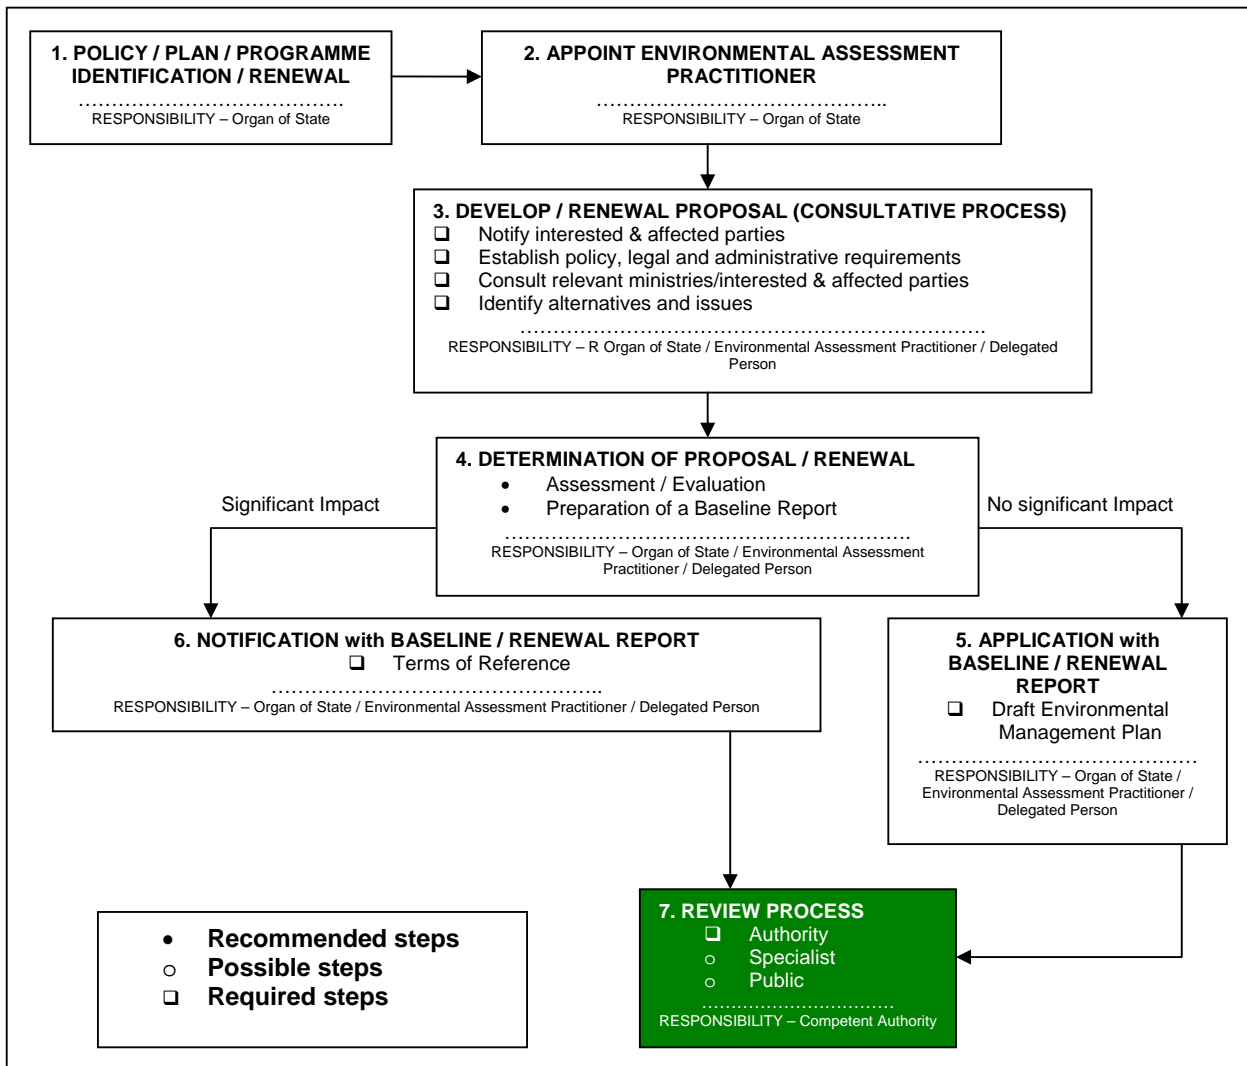 1. POLICY / PLAN / PROGRAMME
IDENTIFICATION / RENEWAL
………………………………….
RESPONSIBILITY – Organ of State
2. APPOINT ENVIRONMENTAL ASSESSMENT
PRACTITIONER
……………………………………..
RESPONSIBILITY – Organ of State
3. DEVELOP / RENEWAL PROPOSAL (CONSULTATIVE PROCESS)
❑ Notify interested & affected parties
❑ Establish policy, legal and administrative requirements
❑ Consult relevant ministries/interested & affected parties
❑ Identify alternatives and issues
…………………………………………………………….
RESPONSIBILITY – R Organ of State / Environmental Assessment Practitioner / Delegated
Person
4. DETERMINATION OF PROPOSAL / RENEWAL
• Assessment / Evaluation
• Preparation of a Baseline Report
…………………………………………………….
RESPONSIBILITY – Organ of State / Environmental Assessment
Practitioner / Delegated Person
Significant Impact
No significant Impact
6. NOTIFICATION with BASELINE / RENEWAL REPORT
❑ Terms of Reference
…………………………………………..
RESPONSIBILITY – Organ of State / Environmental Assessment Practitioner / Delegated Person
5. APPLICATION with
BASELINE / RENEWAL
REPORT
❑ Draft Environmental
Management Plan
……………………………………
RESPONSIBILITY – Organ of State /
Environmental Assessment Practitioner /
Delegated Person
7. REVIEW PROCESS
❑ Authority
o Specialist
o Public
……………………………
RESPONSIBILITY – Competent Authority
• Recommended steps
o Possible steps
❑ Required steps